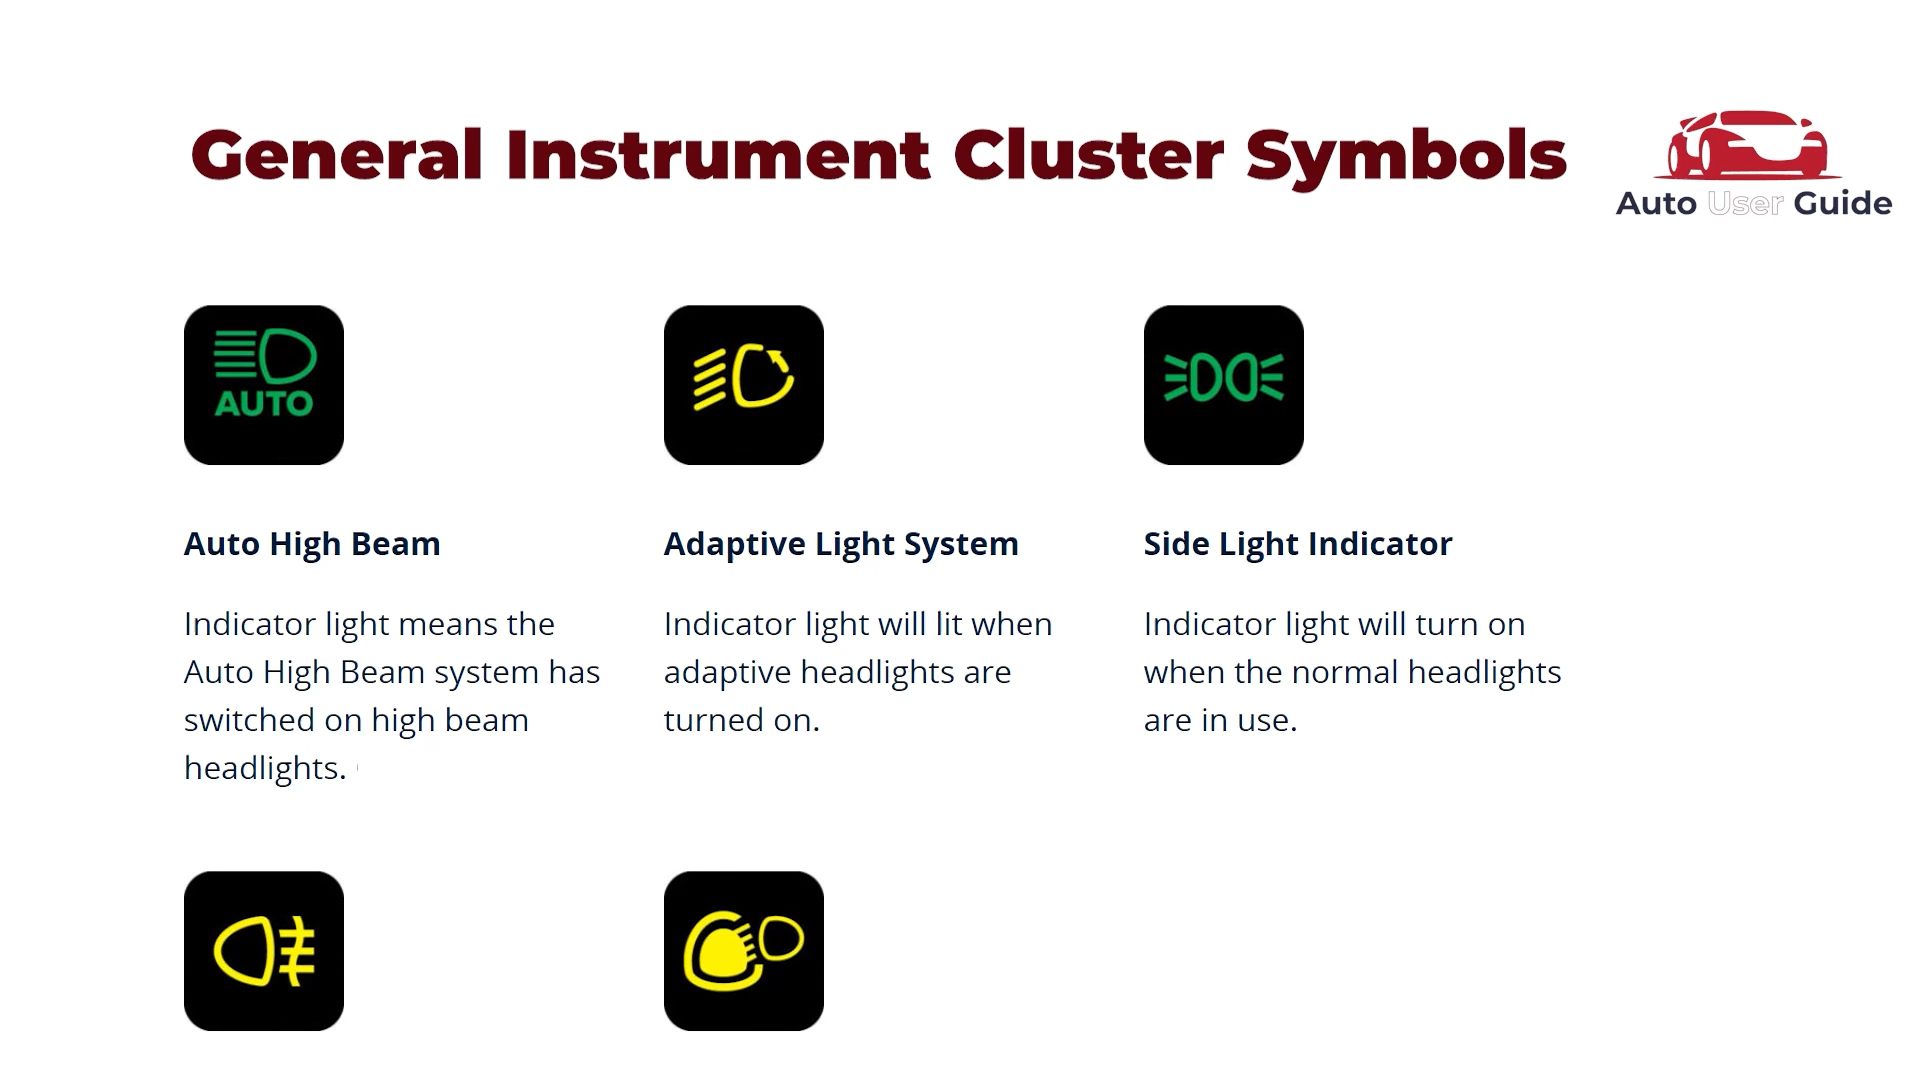 General Instrument Cluster Symbols
Auto User Guide
AUTO
Auto High Beam
Indicator light means the
Auto High Beam system has
switched on high beam
headlights.
Adaptive Light System
Indicator light will lit when
adaptive headlights are
turned on.
Side Light Indicator
Indicator light will turn on
when the normal headlights
are in use.